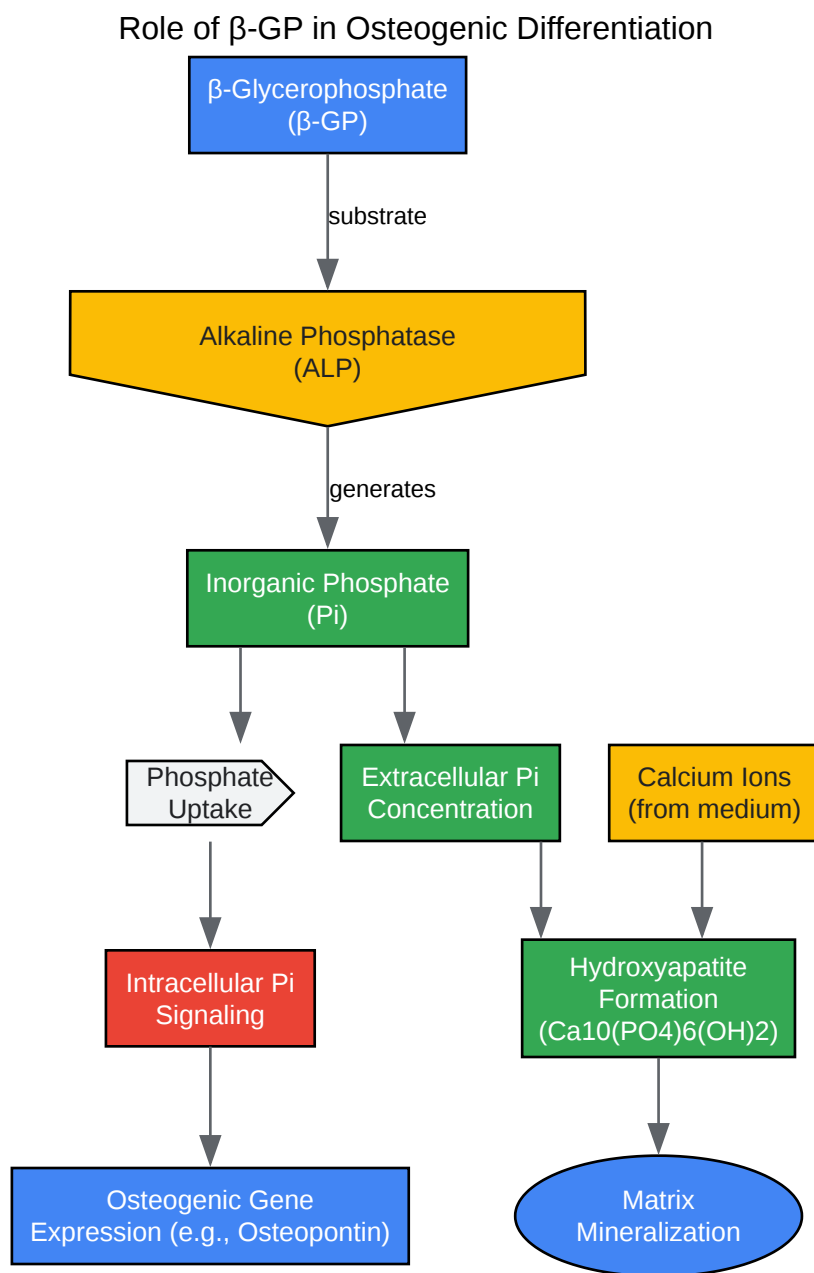 Role of β-GP in Osteogenic Differentiation
β-Glycerophosphate
(β-GP)
substrate
Alkaline Phosphatase
(ALP)
generates
Inorganic Phosphate
(Pi)
Phosphate
Uptake
Extracellular Pi
Concentration
Calcium Ions
(from medium)
Intracellular Pi
Signaling
Hydroxyapatite
Formation
(Ca10(PO4)6(OH)2)
Osteogenic Gene
Expression (e.g., Osteopontin)
Matrix
Mineralization